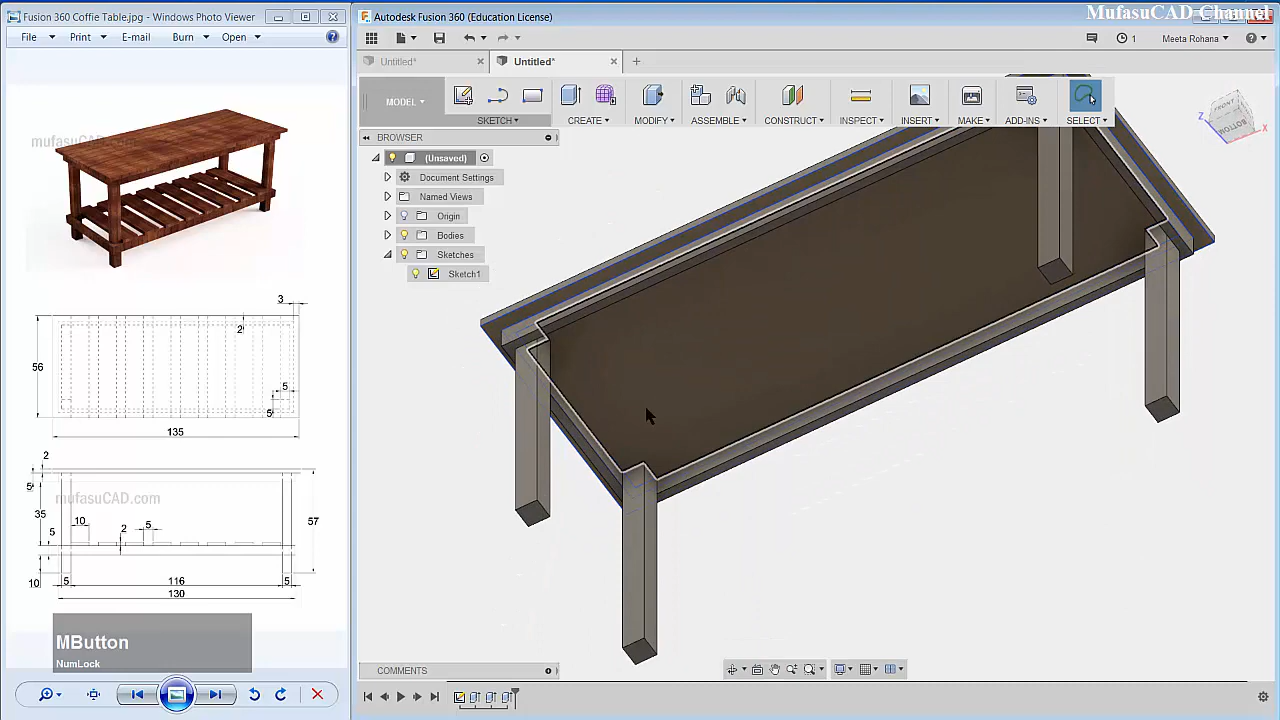 Fusion 360 Coffie Table.jpg - Windows Photo Viewer
File Print E-mail Burn Open
mufasuCAD.com
3
2
56
5
5
135
2
mufasuCAD.com
5
35
10
2
5
5
57
10
5
116
5
130
MButton
NumLock
Autodesk Fusion 360 (Education License)
MufasuCAD Channel
1
Meeta Rohana
Untitled*
Untitled*
MODEL
SKETCH
CREATE
MODIFY
ASSEMBLE
CONSTRUCT
INSPECT
INSERT
MAKE
ADD-INS
SELECT
BROWSER
(Unsaved)
Document Settings
Named Views
Origin
Bodies
Sketches
Sketch1
FRONT
BOTTOM
Z
X
COMMENTS